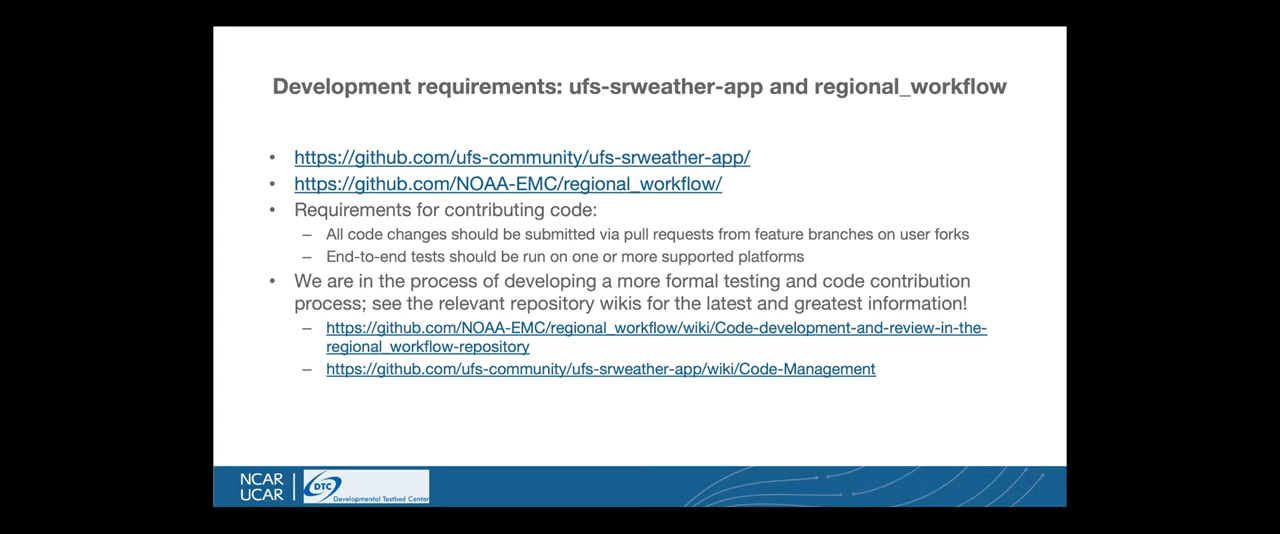 Development requirements: ufs-srweather-app and regional_workflow
• https://github.com/ufs-community/ufs-srweather-app/
• https://github.com/NOAA-EMC/regional_workflow/
• Requirements for contributing code:
– All code changes should be submitted via pull requests from feature branches on user forks
– End-to-end tests should be run on one or more supported platforms
• We are in the process of developing a more formal testing and code contribution
process; see the relevant repository wikis for the latest and greatest information!
– https://github.com/NOAA-EMC/regional_workflow/wiki/Code-development-and-review-in-the-
regional_workflow-repository
– https://github.com/ufs-community/ufs-srweather-app/wiki/Code-Management
NCAR
UCAR
DTC
Developmental Testbed Center